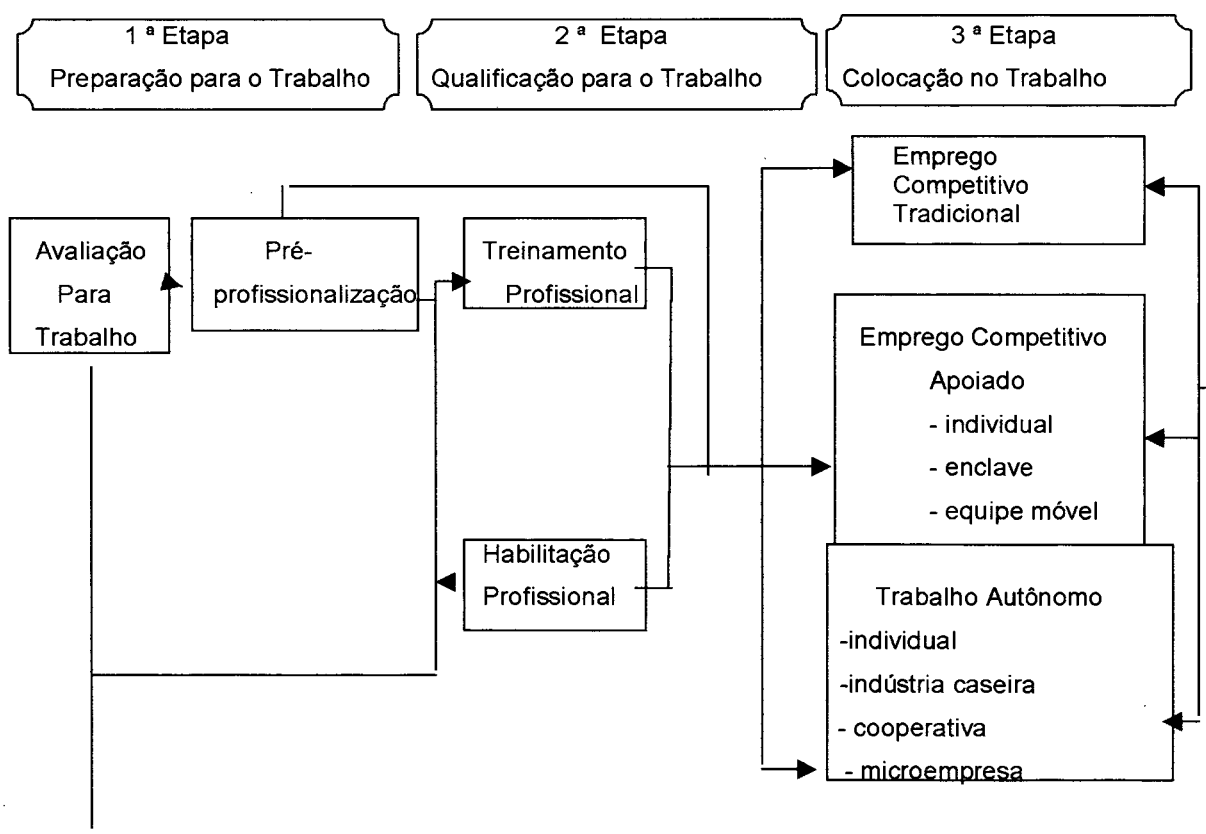 1 ª Etapa
Preparação para o Trabalho
2 ª Etapa
Qualificação para o Trabalho
3 ª Etapa
Colocação no Trabalho
Avaliação
Para
Trabalho
Pré-
profissionalização
Treinamento
Profissional
Habilitação
Profissional
Emprego
Competitivo
Tradicional
Emprego Competitivo
Apoiado
- individual
- enclave
- equipe móvel
Trabalho Autônomo
-individual
-indústria caseira
- cooperativa
- microempresa